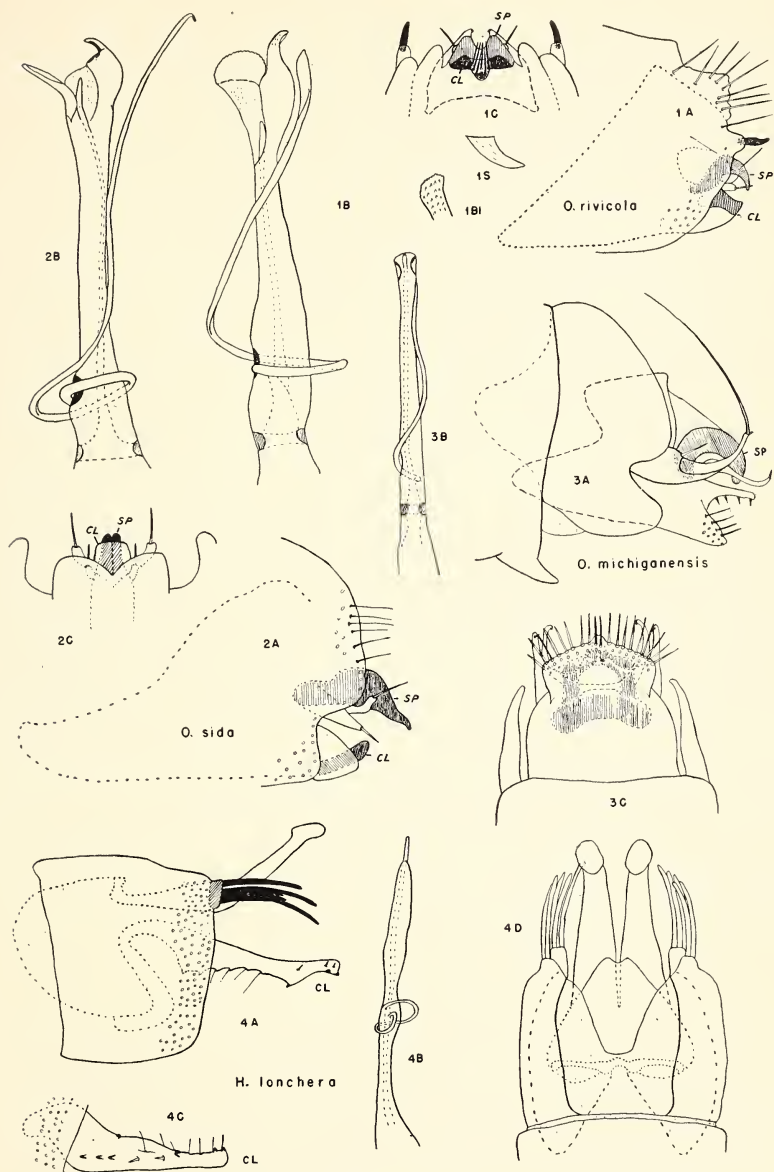 SP
CL
1C
1A
1S
SP
1B
1B1
O. rivicola
CL
2B
3B
3A
SP
O. michiganensis
CL
SP
2C
2A
SP
O. sida
CL
3C
4D
CL
4A
4B
H. lonchera
4C
CL